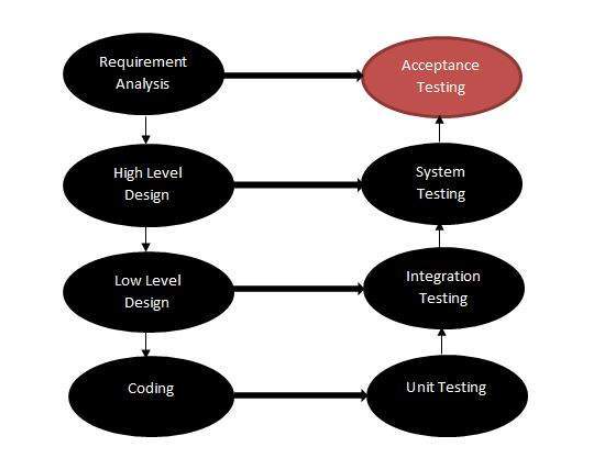 Requirement
Analysis
Acceptance
Testing
High Level
Design
System
Testing
Low Level
Design
Integration
Testing
Coding
Unit Testing